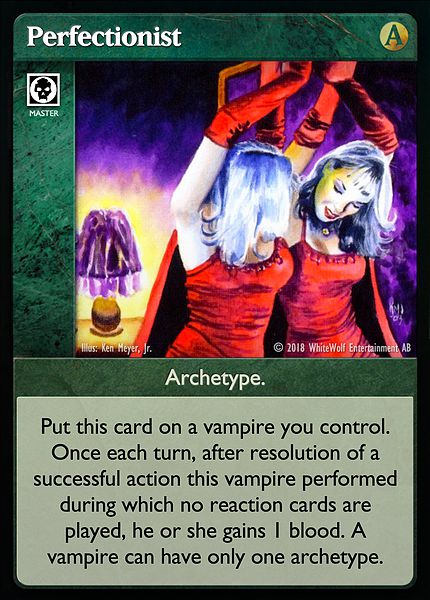 Perfectionist
A
MASTER
Illus: Ken Meyer, Jr.
© 2018 WhiteWolf Entertainment AB
Archetype.
Put this card on a vampire you control.
Once each turn, after resolution of a
successful action this vampire performed
during which no reaction cards are
played, he or she gains 1 blood. A
vampire can have only one archetype.